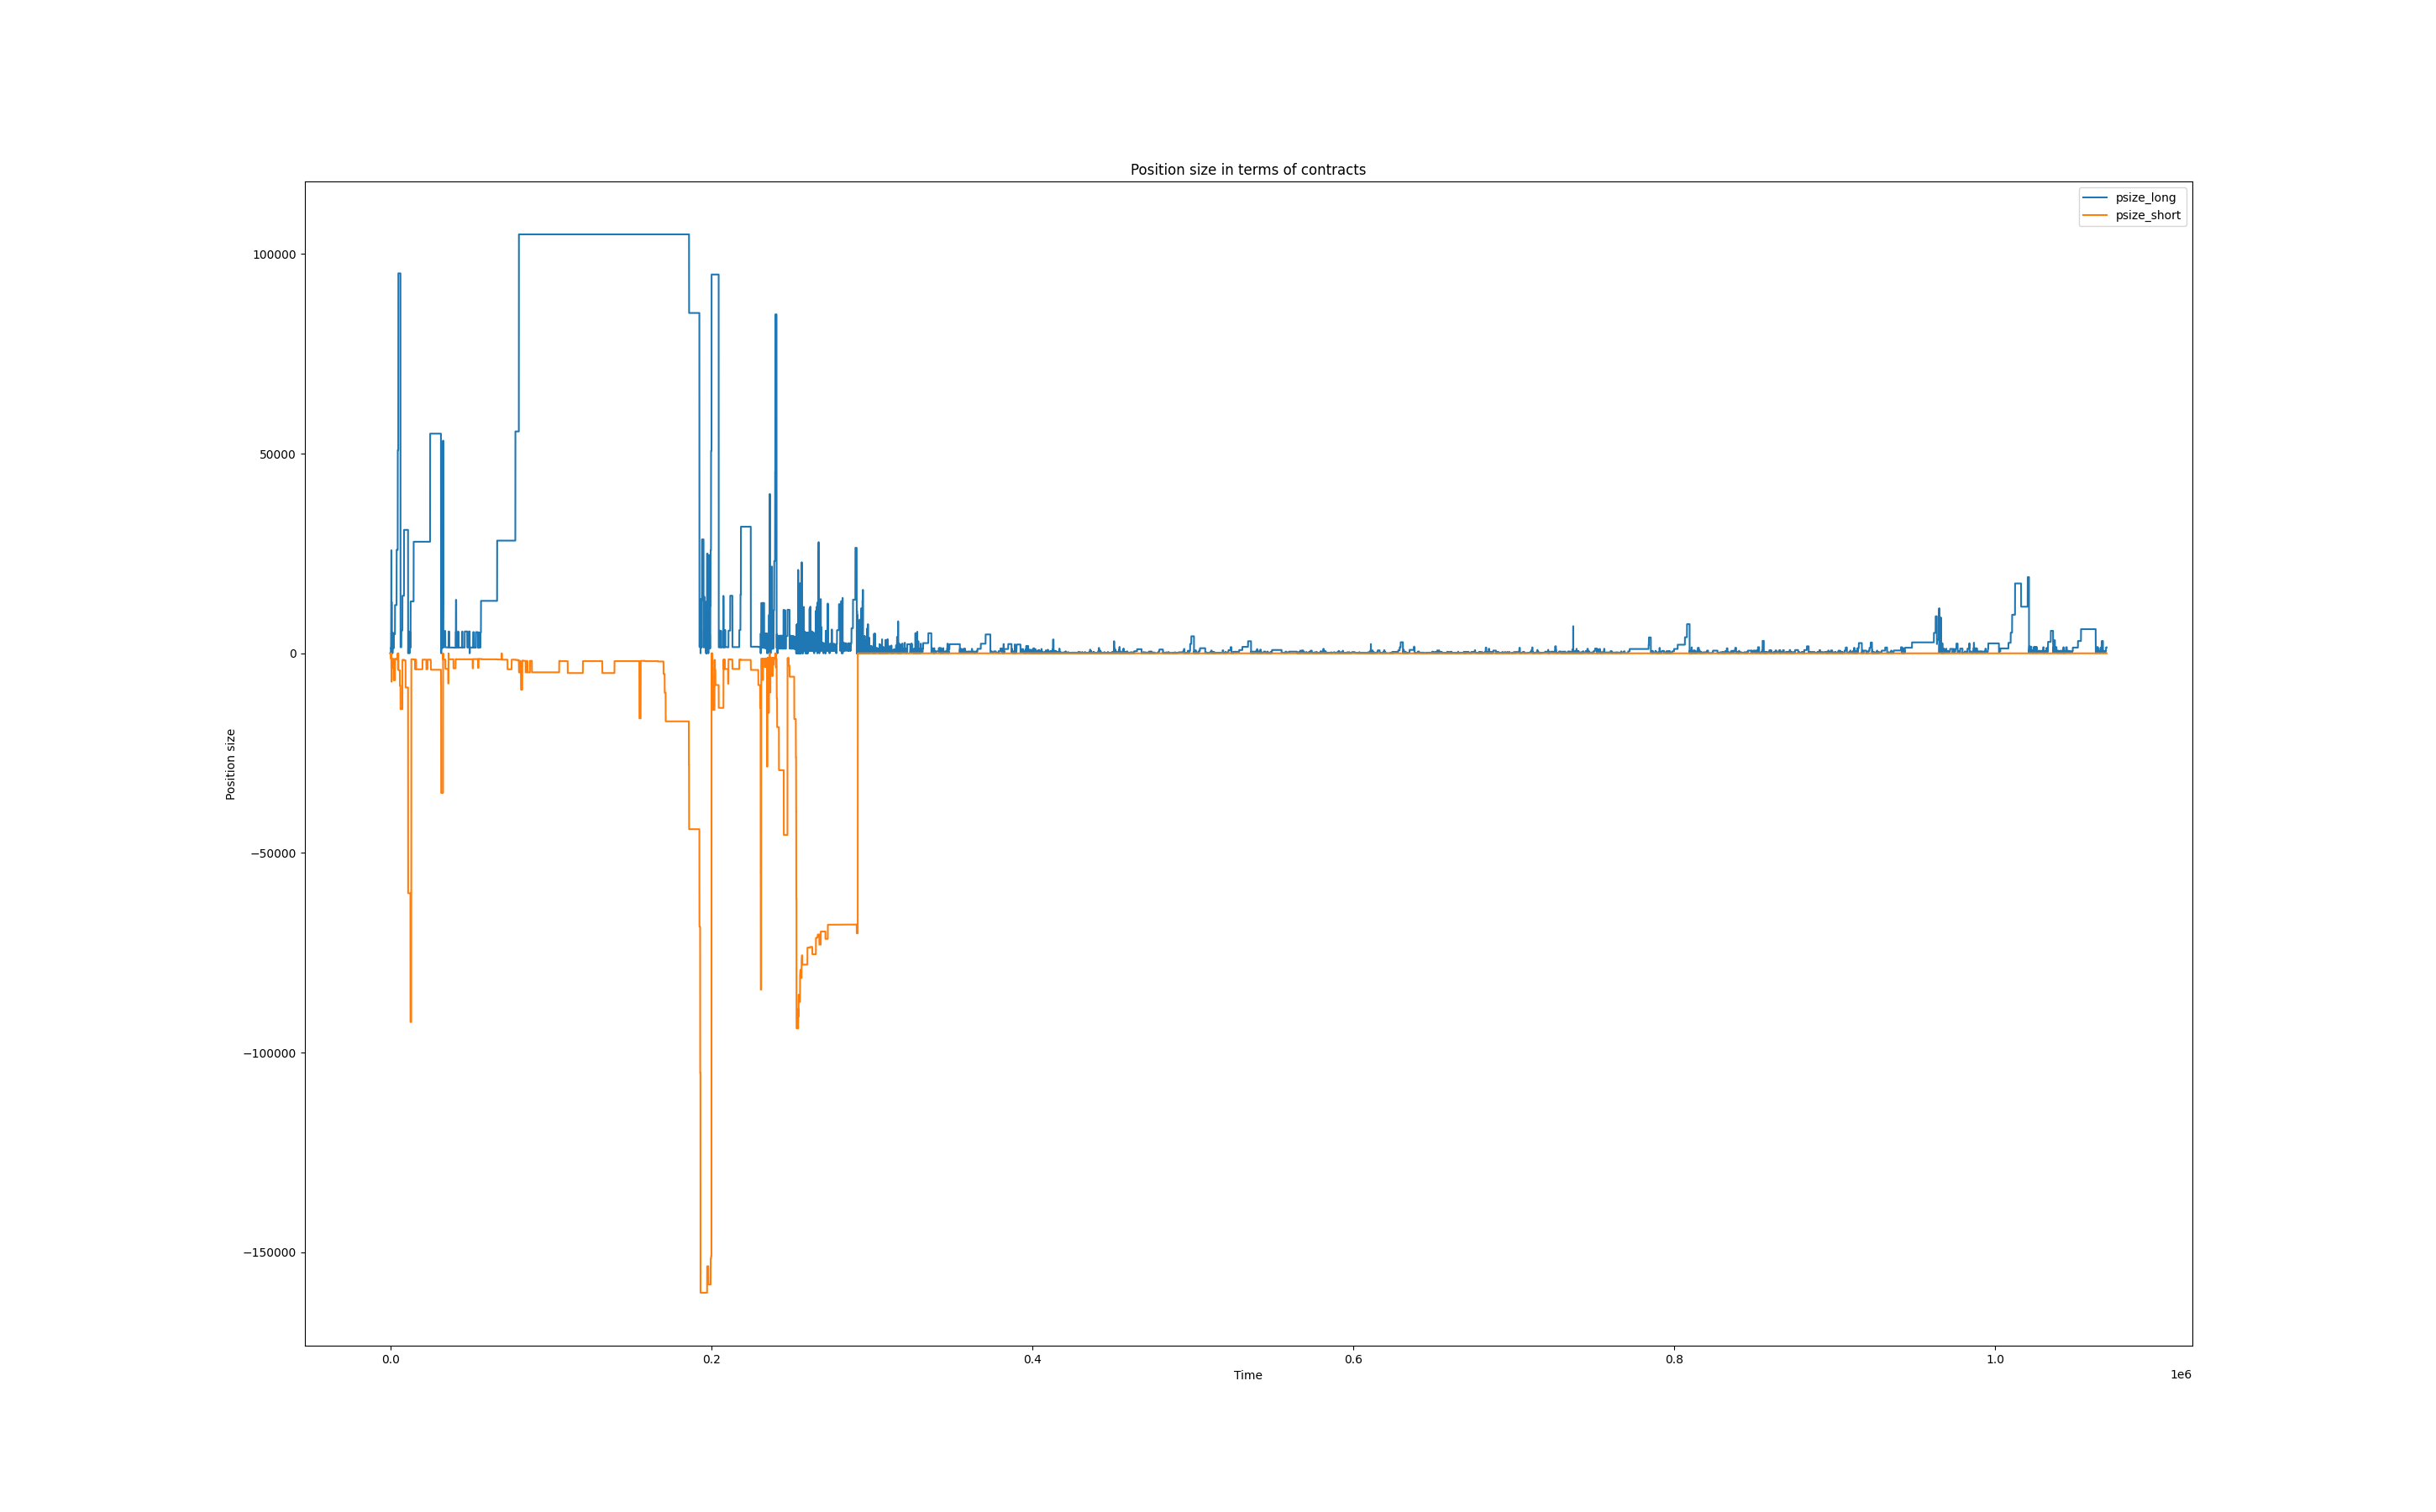 Position size in terms of contracts
psize_long
psize_short
100000
50000
0
−50000
−100000
−150000
Position size
0.0 0.2 0.4 0.6 0.8 1.0
Time
1e6